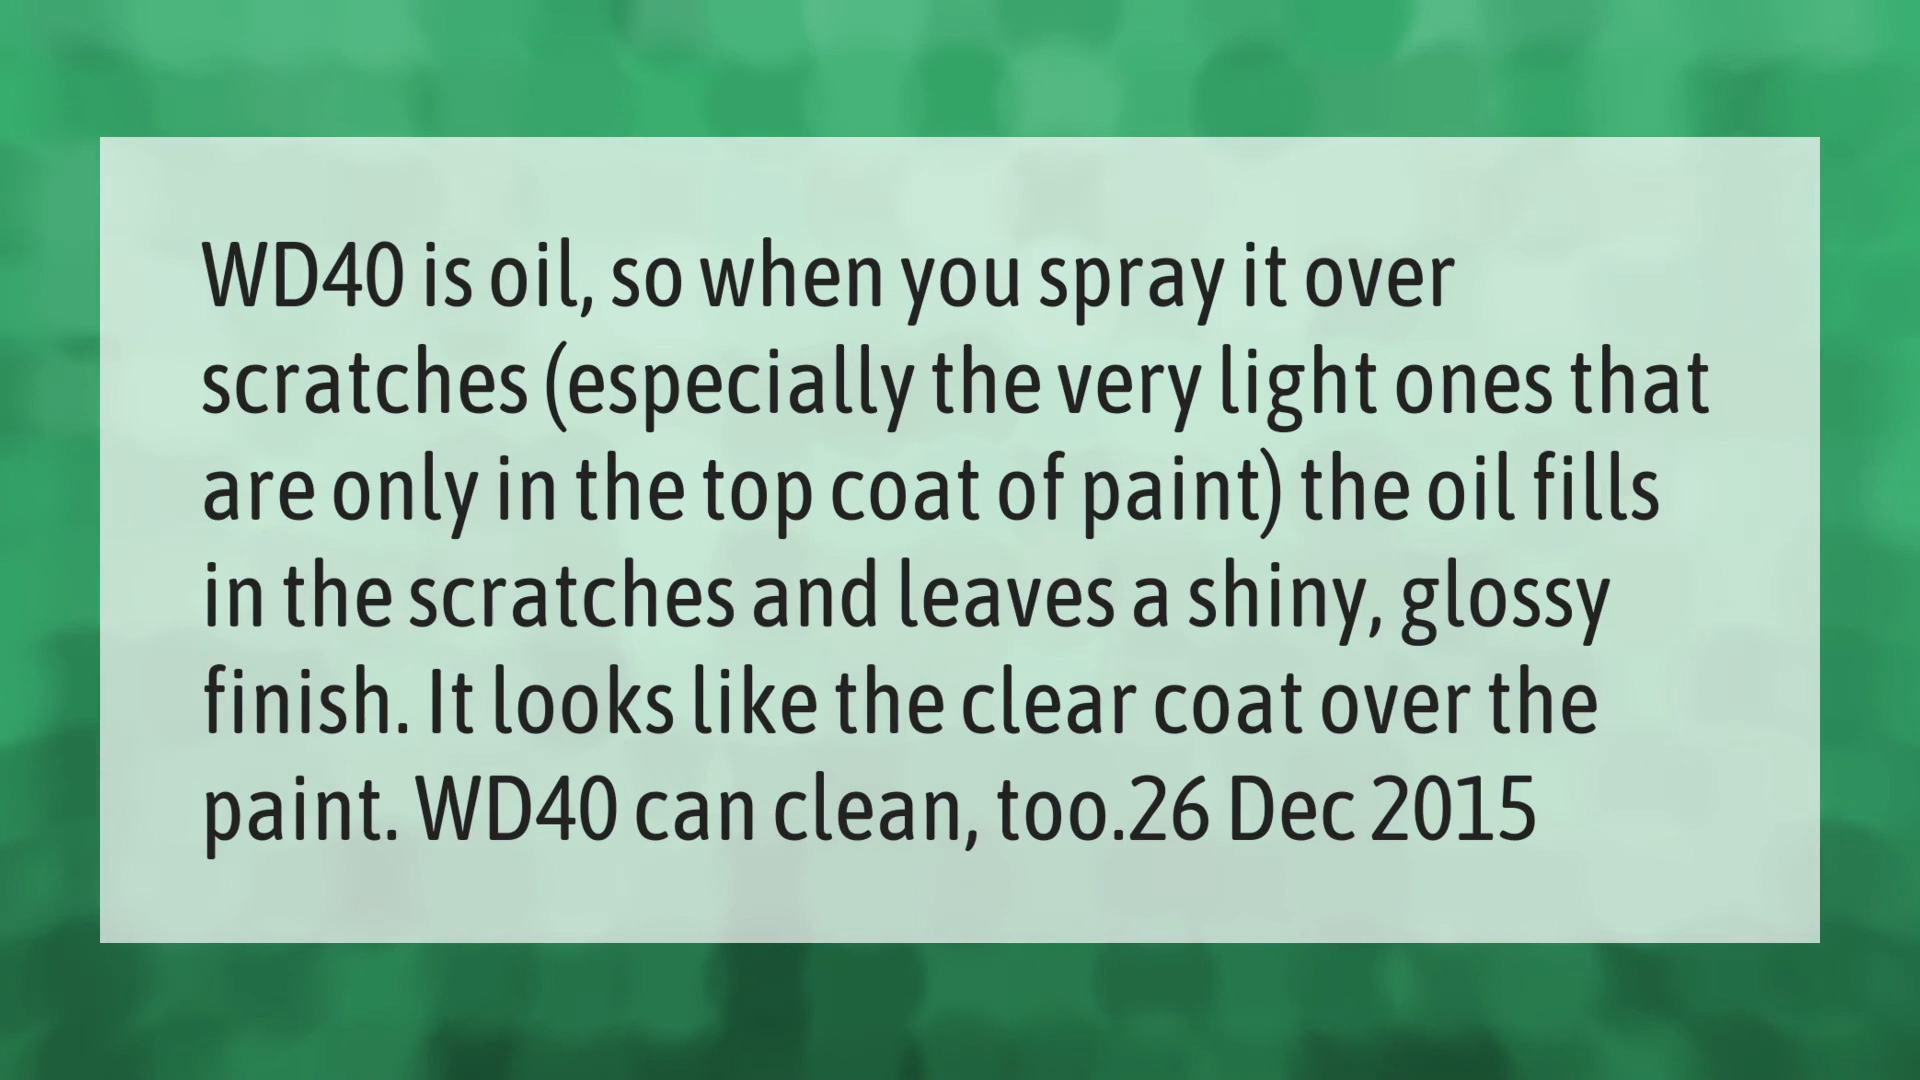 WD40 is oil, so when you spray it over
scratches (especially the very light ones that
are only in the top coat of paint) the oil fills
in the scratches and leaves a shiny, glossy
finish. It looks like the clear coat over the
paint. WD40 can clean, too.26 Dec 2015